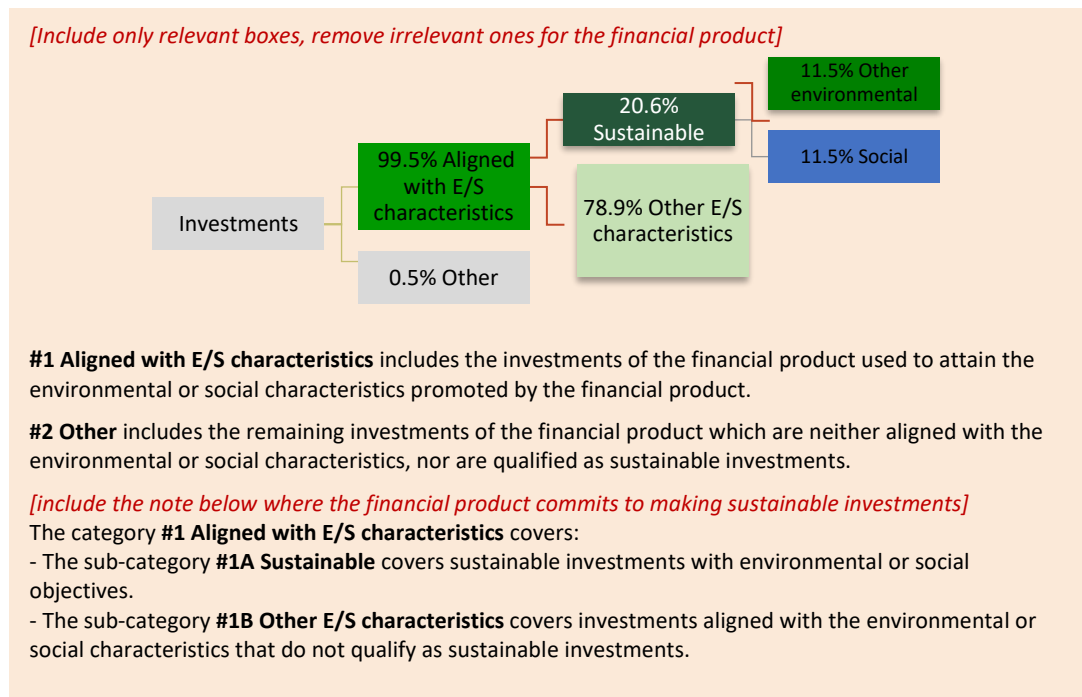 [Include only relevant boxes, remove irrelevant ones for the financial product]
11.5% Other
environmental
20.6%
Sustainable
11.5% Social
99.5% Aligned
with E/S
characteristics
78.9% Other E/S
characteristics
Investments
0.5% Other
#1 Aligned with E/S characteristics includes the investments of the financial product used to attain the
environmental or social characteristics promoted by the financial product.
#2 Other includes the remaining investments of the financial product which are neither aligned with the
environmental or social characteristics, nor are qualified as sustainable investments.
[include the note below where the financial product commits to making sustainable investments]
The category #1 Aligned with E/S characteristics covers:
- The sub-category #1A Sustainable covers sustainable investments with environmental or social
objectives.
- The sub-category #1B Other E/S characteristics covers investments aligned with the environmental or
social characteristics that do not qualify as sustainable investments.